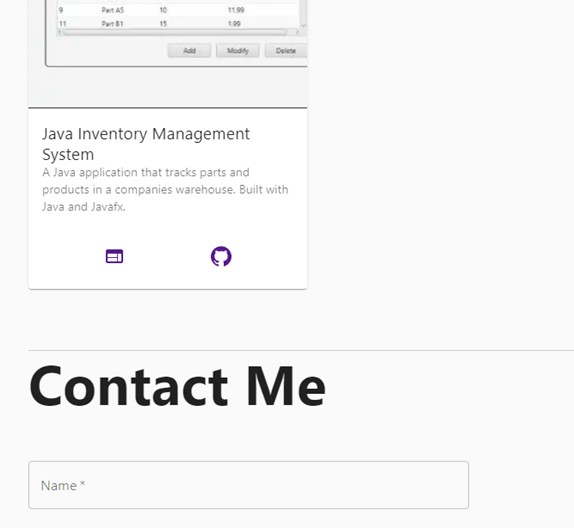 9 Part A5 10 11.99
11 Part B1 15 1.99
Add Modify Delete
Java Inventory Management
System
A Java application that tracks parts and
products in a companies warehouse. Built with
Java and Javafx.
Contact Me
Name *